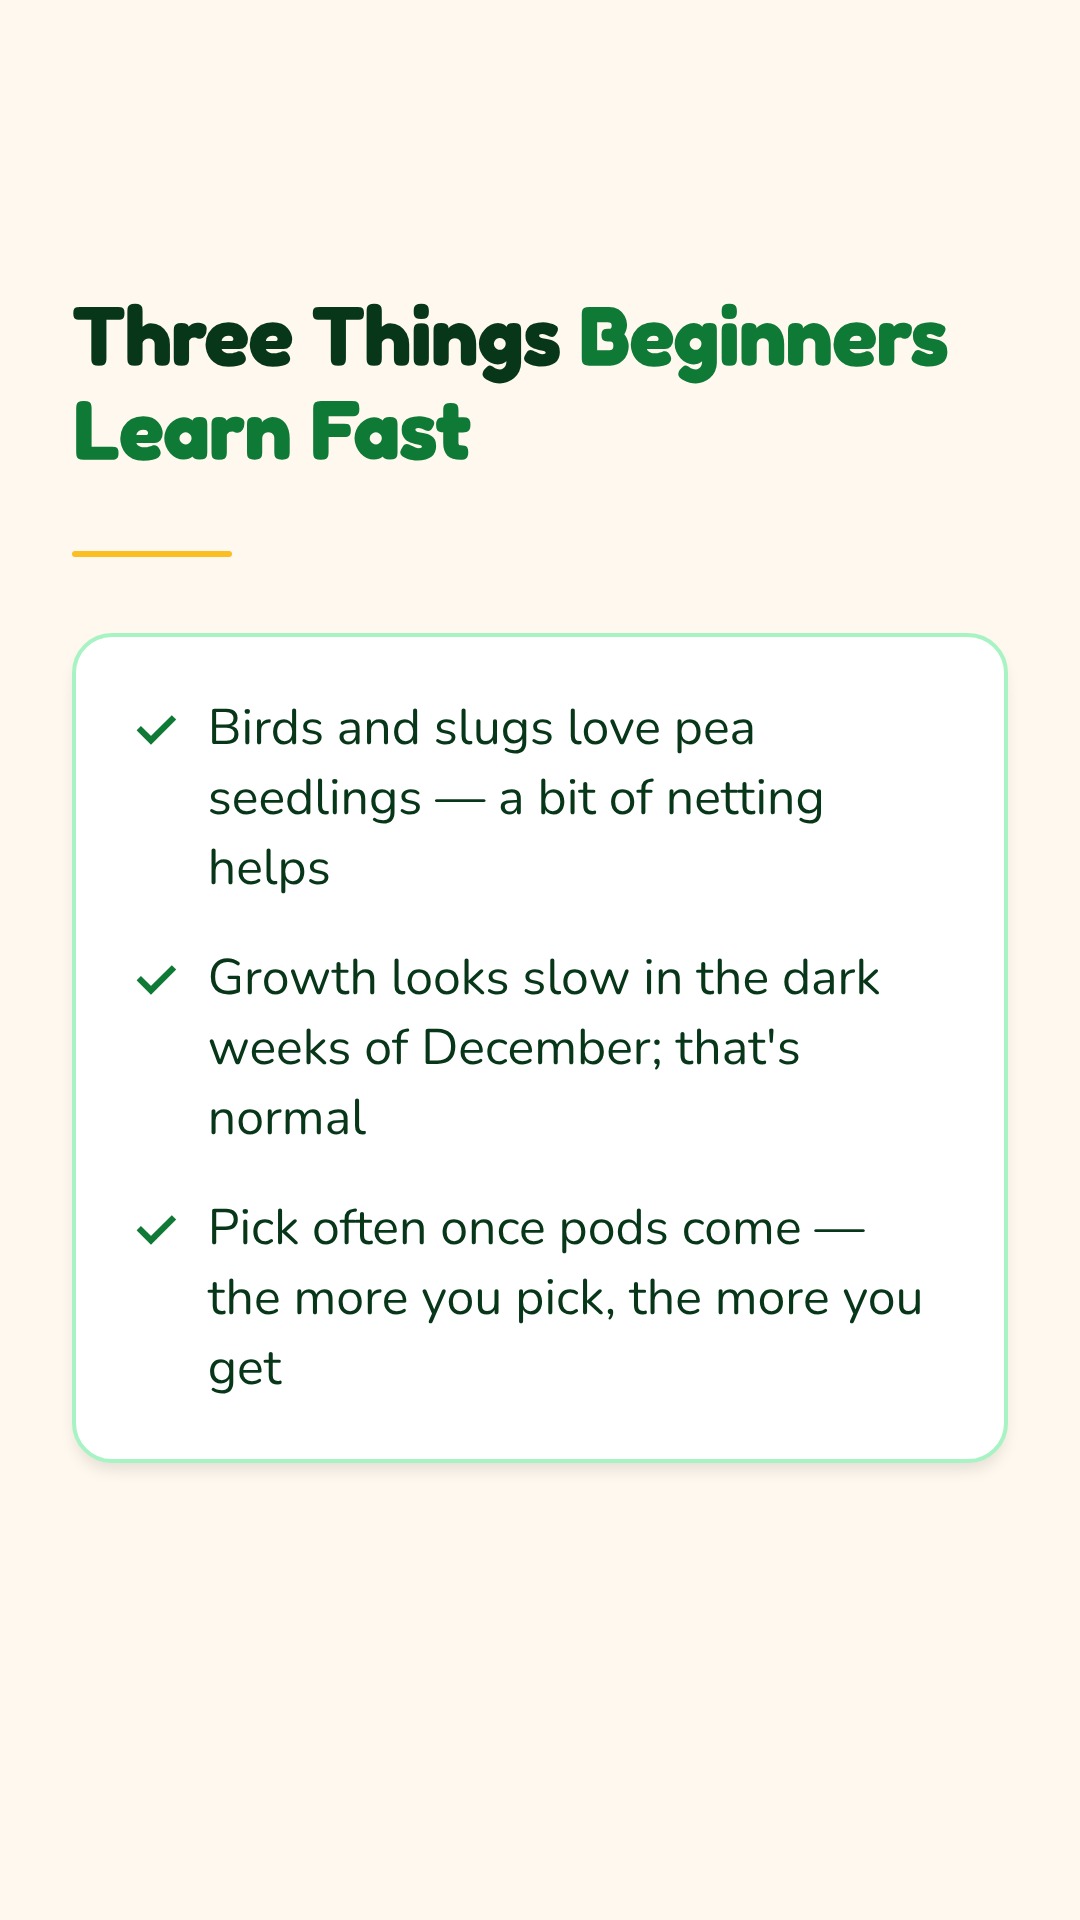 Three Things Beginners
Learn Fast
Birds and slugs love pea
seedlings — a bit of netting
helps
Growth looks slow in the dark
weeks of December; that's
normal
Pick often once pods come —
the more you pick, the more you
get